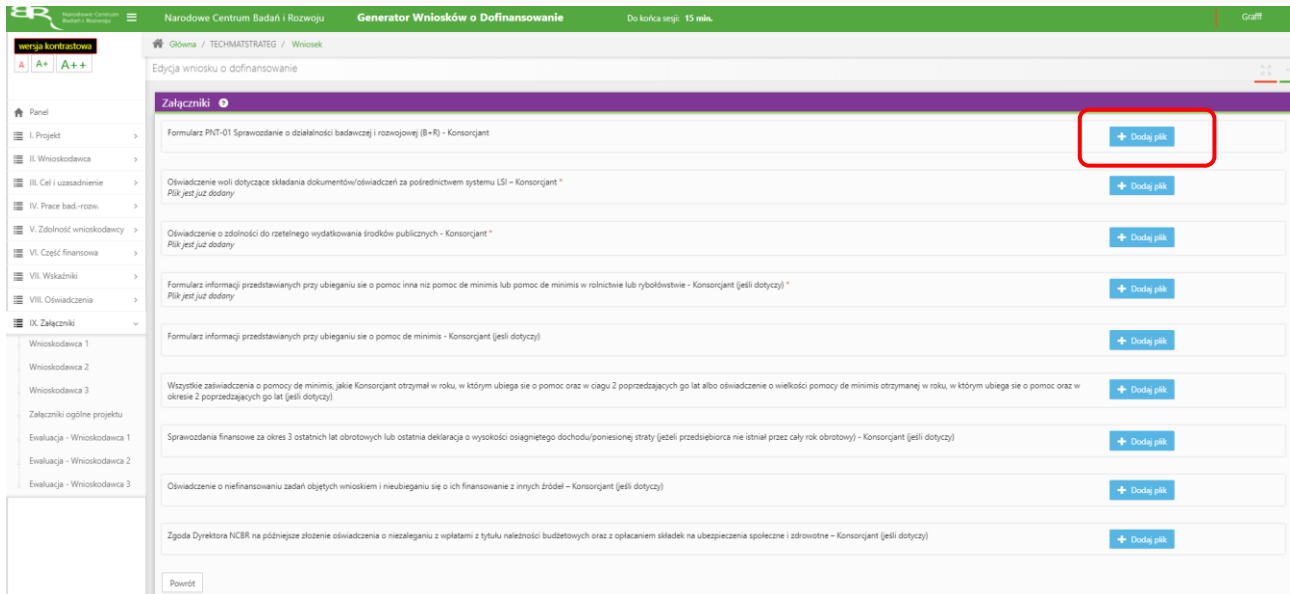 Narodowe Centrum Badań i Rozwoju
Narodowe Centrum Badań i Rozwoju Generator Wniosków o Dofinansowanie Do końca sesji: 15 min. Grafff
wersja kontrastowa
A A+ A++
Główna / TECHMATSTRATEG / Wniosek
Edycja wniosku o dofinansowanie
Panel
I. Projekt
II. Wnioskodawca
III. Cel i uzasadnienie
IV. Prace bad.-rozw.
V. Zdolność wnioskodawcy
VI. Część finansowa
VII. Wskaźniki
VIII. Oświadczenia
IX. Załączniki
Wnioskodawca 1
Wnioskodawca 2
Wnioskodawca 3
Załączniki ogólne projektu
Ewaluacja - Wnioskodawca 1
Ewaluacja - Wnioskodawca 2
Ewaluacja - Wnioskodawca 3
Załączniki
Formularz PNT-01 Sprawozdanie o działalności badawczej i rozwojowej (B+R) - Konsorcjant
+ Dodaj plik
Oświadczenie woli dotyczące składania dokumentów/oświadczeń za pośrednictwem systemu LSI – Konsorcjant *
Plik jest już dodany
+ Dodaj plik
Oświadczenie o zdolności do rzetelnego wydatkowania środków publicznych - Konsorcjant *
Plik jest już dodany
+ Dodaj plik
Formularz informacji przedstawianych przy ubieganiu sie o pomoc inna niz pomoc de minimis lub pomoc de minimis w rolnictwie lub rybołówstwie - Konsorcjant (jeśli dotyczy) *
Plik jest już dodany
+ Dodaj plik
Formularz informacji przedstawianych przy ubieganiu sie o pomoc de minimis - Konsorcjant (jesli dotyczy)
+ Dodaj plik
Wszystkie zaświadczenia o pomocy de minimis, jakie Konsorcjant otrzymał w roku, w którym ubiega sie o pomoc oraz w ciagu 2 poprzedzających go lat albo oświadczenie o wielkości pomocy de minimis otrzymanej w roku, w którym ubiega sie o pomoc oraz w
okresie 2 poprzedzających go lat (jeśli dotyczy)
+ Dodaj plik
Sprawozdania finansowe za okres 3 ostatnich lat obrotowych lub ostatnia deklaracja o wysokości osiągniętego dochodu/poniesionej straty (jeżeli przedsiębiorca nie istniał przez cały rok obrotowy) - Konsorcjant (jeśli dotyczy)
+ Dodaj plik
Oświadczenie o niefinansowaniu zadań objętych wnioskiem i nieubieganiu się o ich finansowanie z innych źródeł – Konsorcjant (jeśli dotyczy)
+ Dodaj plik
Zgoda Dyrektora NCBR na późniejsze złożenie oświadczenia o niezaleganiu z wpłatami z tytułu należności budżetowych oraz z opłacaniem składek na ubezpieczenia społeczne i zdrowotne – Konsorcjant (jeśli dotyczy)
+ Dodaj plik
Powrót